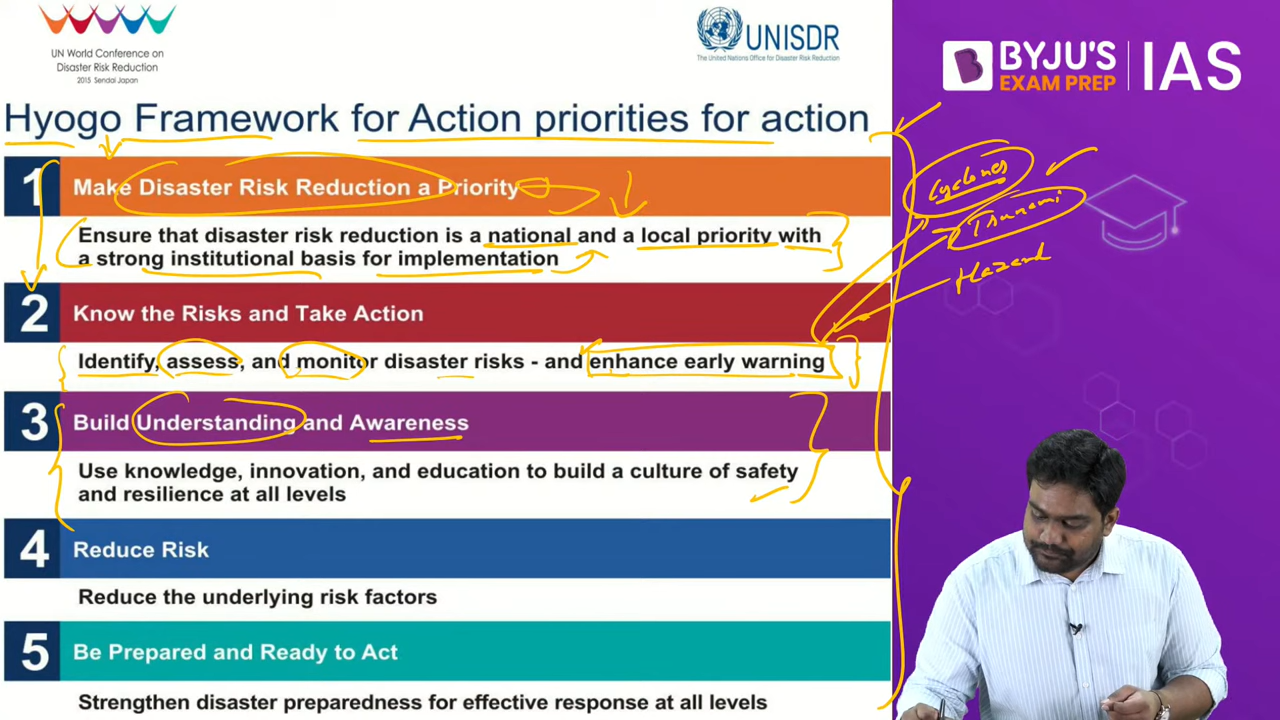 UN World Conference on
Disaster Risk Reduction
2015 Sendai Japan
UNISDR
The United Nations Office for Disaster Risk Reduction
BYJU'S
EXAM PREP
IAS
Hyogo Framework for Action priorities for action
1
Make Disaster Risk Reduction a Priority
Ensure that disaster risk reduction is a national and a local priority with
a strong institutional basis for implementation
Cyclones
Tsunami
Hazard
2
Know the Risks and Take Action
Identify, assess, and monitor disaster risks - and enhance early warning
3
Build Understanding and Awareness
Use knowledge, innovation, and education to build a culture of safety
and resilience at all levels
4
Reduce Risk
Reduce the underlying risk factors
5
Be Prepared and Ready to Act
Strengthen disaster preparedness for effective response at all levels